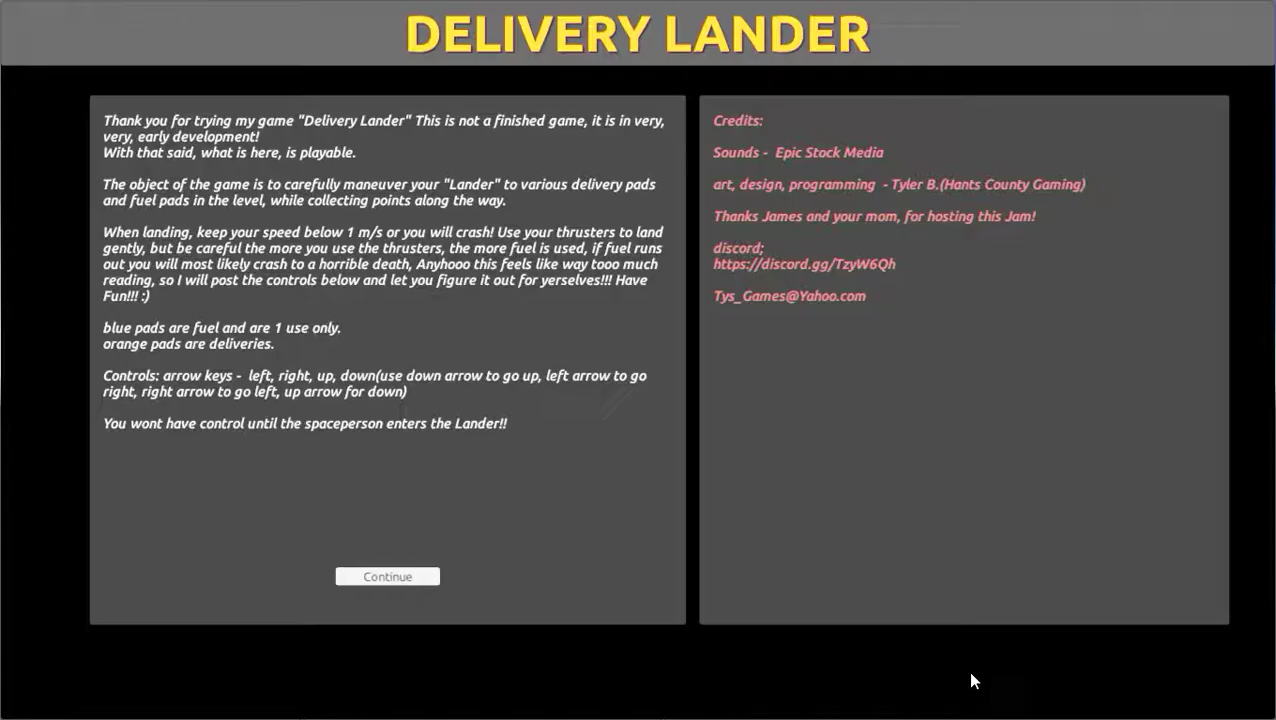 DELIVERY LANDER
Thank you for trying my game "Delivery Lander" This is not a finished game, it is in very,
very, early development!
With that said, what is here, is playable.
The object of the game is to carefully maneuver your "Lander" to various delivery pads
and fuel pads in the level, while collecting points along the way.
When landing, keep your speed below 1 m/s or you will crash! Use your thrusters to land
gently, but be careful the more you use the thrusters, the more fuel is used, if fuel runs
out you will most likely crash to a horrible death, Anyhooo this feels like way tooo much
reading, so I will post the controls below and let you figure it out for yerselves!!! Have
Fun!!! :)
blue pads are fuel and are 1 use only.
orange pads are deliveries.
Controls: arrow keys -  left, right, up, down(use down arrow to go up, left arrow to go
right, right arrow to go left, up arrow for down)
You wont have control until the spaceperson enters the Lander!!
Continue
Credits:
Sounds -  Epic Stock Media
art, design, programming  - Tyler B.(Hants County Gaming)
Thanks James and your mom, for hosting this Jam!
discord;
https://discord.gg/TzyW6Qh
Tys_Games@Yahoo.com